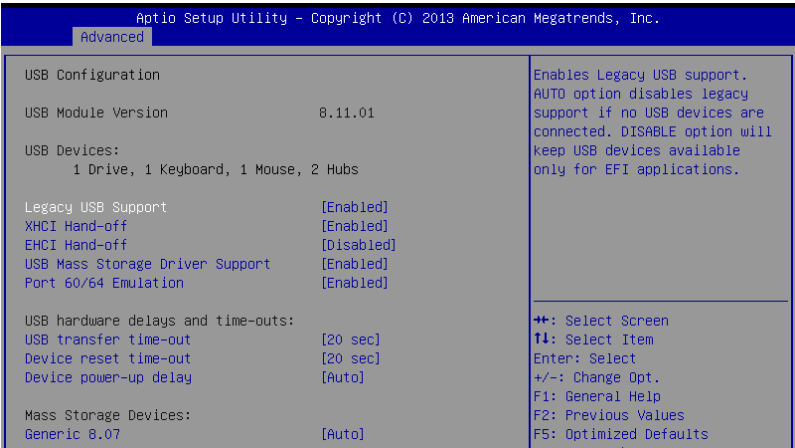 Aptio Setup Utility – Copyright (C) 2013 American Megatrends, Inc.
Advanced
USB Configuration
USB Module Version 8.11.01
USB Devices:
1 Drive, 1 Keyboard, 1 Mouse, 2 Hubs
Legacy USB Support [Enabled]
XHCI Hand-off [Enabled]
EHCI Hand-off [Disabled]
USB Mass Storage Driver Support [Enabled]
Port 60/64 Emulation [Enabled]
USB hardware delays and time-outs:
USB transfer time-out [20 sec]
Device reset time-out [20 sec]
Device power-up delay [Auto]
Mass Storage Devices:
Generic 8.07 [Auto]
Enables Legacy USB support.
AUTO option disables legacy
support if no USB devices are
connected. DISABLE option will
keep USB devices available
only for EFI applications.
→←: Select Screen
↑↓: Select Item
Enter: Select
+/-: Change Opt.
F1: General Help
F2: Previous Values
F5: Optimized Defaults